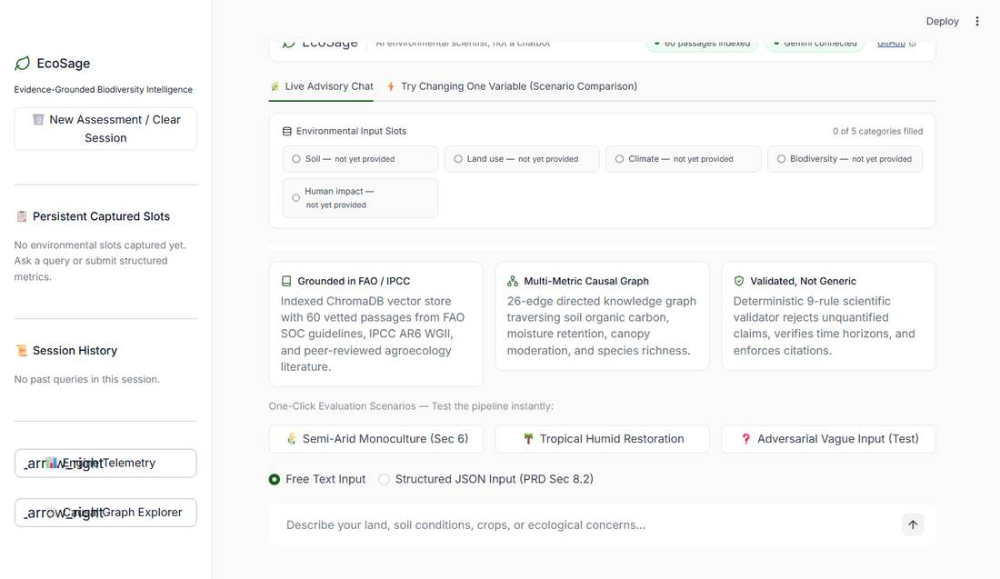 Deploy
EcoSage
Evidence-Grounded Biodiversity Intelligence
New Assessment / Clear
Session
Persistent Captured Slots
No environmental slots captured yet.
Ask a query or submit structured
metrics.
Session History
No past queries in this session.
_arrow_right Engine Telemetry
_arrow_right Causal Graph Explorer
EcoSage
AI environmental scientist, not a chatbot
60 passages indexed
Gemini connected
GitHub
Live Advisory Chat
Try Changing One Variable (Scenario Comparison)
Environmental Input Slots
0 of 5 categories filled
Soil — not yet provided
Land use — not yet provided
Climate — not yet provided
Biodiversity — not yet provided
Human impact —
not yet provided
Grounded in FAO / IPCC
Indexed ChromaDB vector store
with 60 vetted passages from FAO
SOC guidelines, IPCC AR6 WGII,
and peer-reviewed agroecology
literature.
Multi-Metric Causal Graph
26-edge directed knowledge graph
traversing soil organic carbon,
moisture retention, canopy
moderation, and species richness.
Validated, Not Generic
Deterministic 9-rule scientific
validator rejects unquantified
claims, verifies time horizons, and
enforces citations.
One-Click Evaluation Scenarios — Test the pipeline instantly:
Semi-Arid Monoculture (Sec 6)
Tropical Humid Restoration
Adversarial Vague Input (Test)
Free Text Input
Structured JSON Input (PRD Sec 8.2)
Describe your land, soil conditions, crops, or ecological concerns...